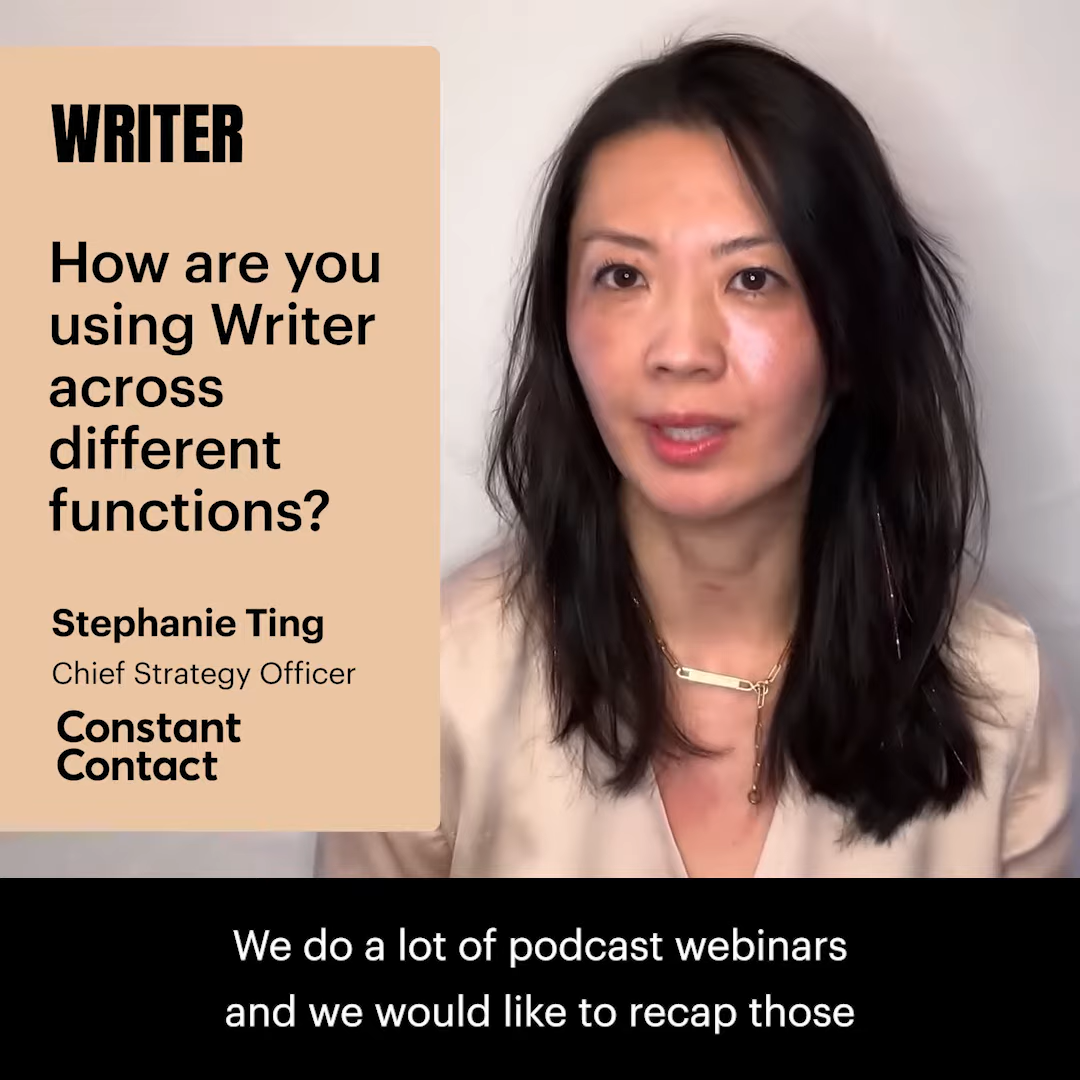 WRITER
How are you
using Writer
across
different
functions?
Stephanie Ting
Chief Strategy Officer
Constant
Contact
We do a lot of podcast webinars
and we would like to recap those